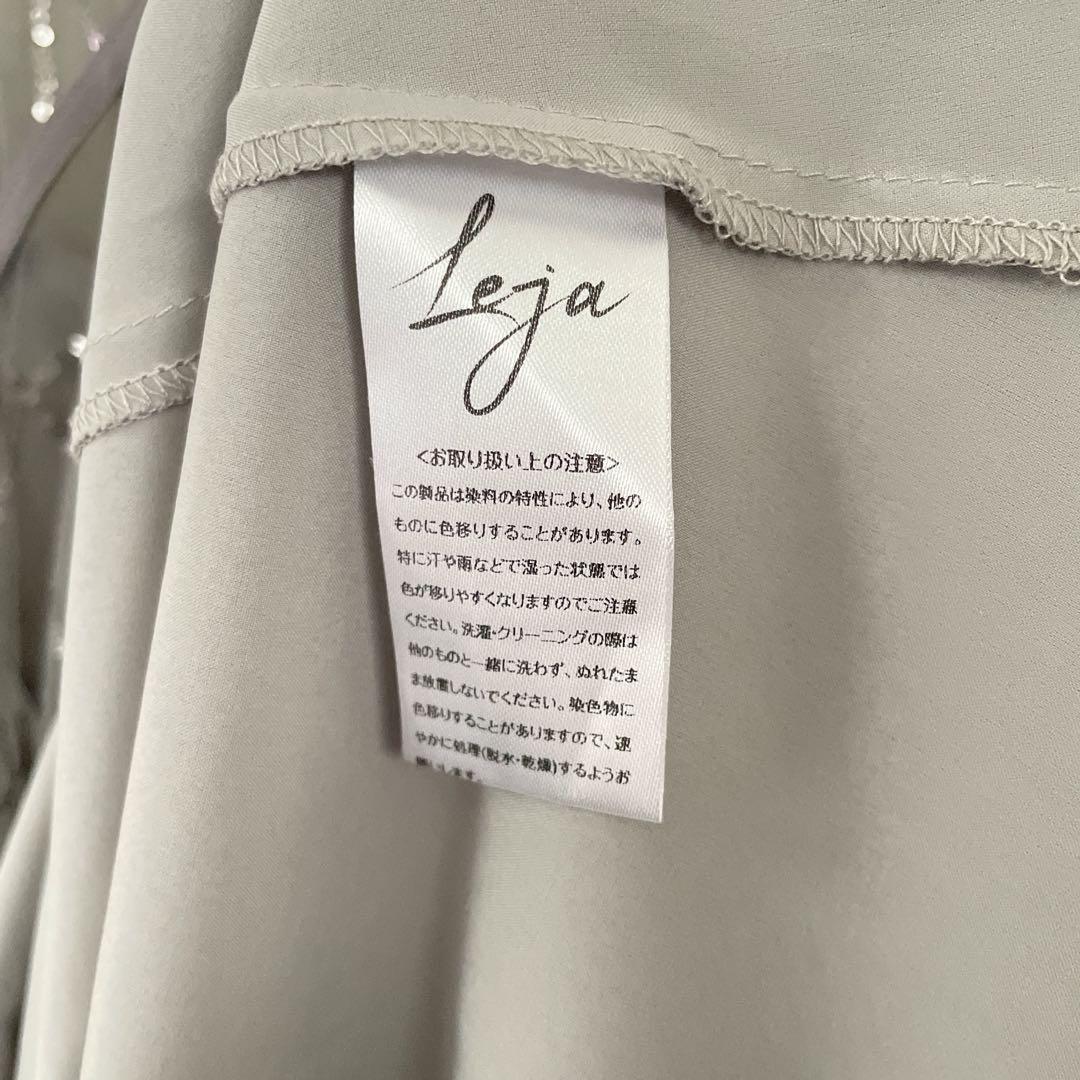 Leja
<お取り扱い上の注意>
この製品は染料の特性により、他の
ものに色移りすることがあります。
特に汗や雨などで湿った状態では
色が移りやすくなりますのでご注意
ください。洗濯・クリーニングの際は
他のものと一緒に洗わず、ぬれたま
ま放置しないでください。染色物に
色移りすることがありますので、速
やかに処理(脱水・乾燥)するようお
願いします。